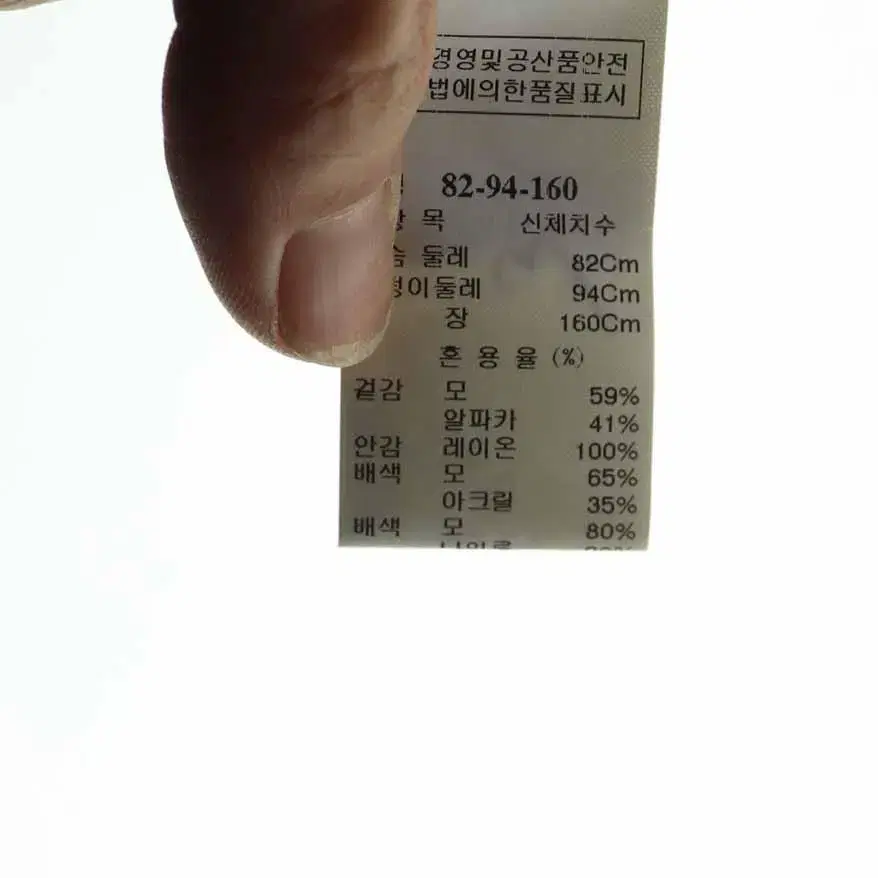 경영및공산품안전
법에의한품질표시
82-94-160
목 신체치수
둘레 82Cm
이둘레 94Cm
장 160Cm
혼 용 율 (%)
겉감 모 59%
알파카 41%
안감 레이온 100%
배색 모 65%
아크릴 35%
배색 모 80%